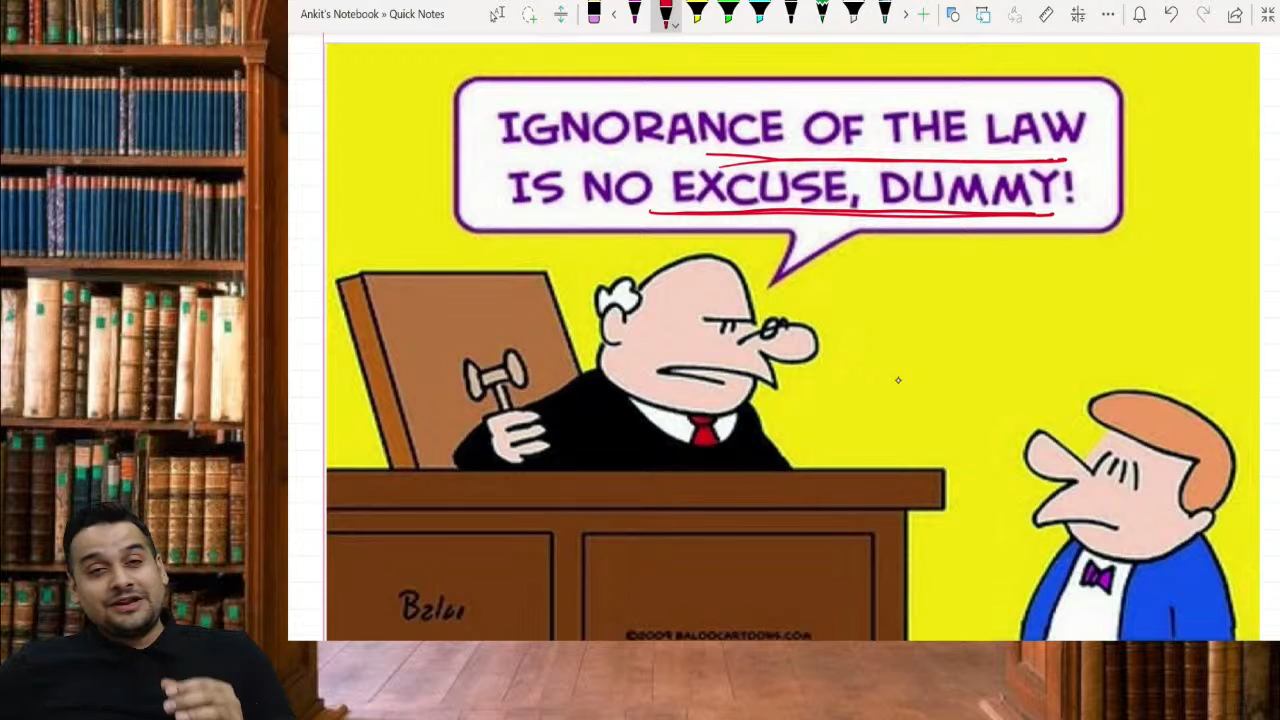 Ankit's Notebook » Quick Notes
IGNORANCE OF THE LAW
IS NO EXCUSE, DUMMY!
Baloo
©2009 BALOOCARTOONS.COM